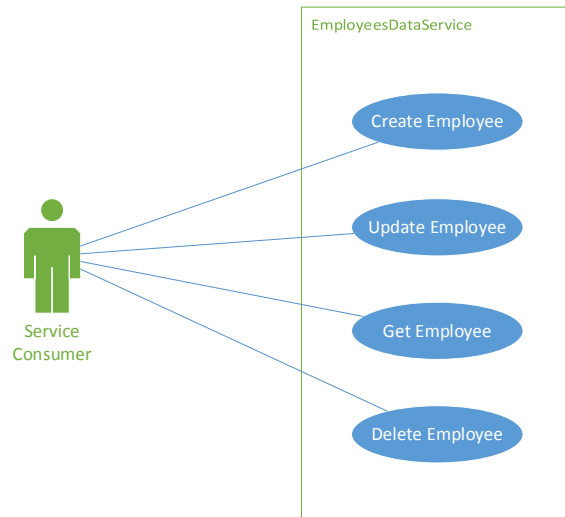 EmployeesDataService
Create Employee
Update Employee
Get Employee
Delete Employee
Service
Consumer